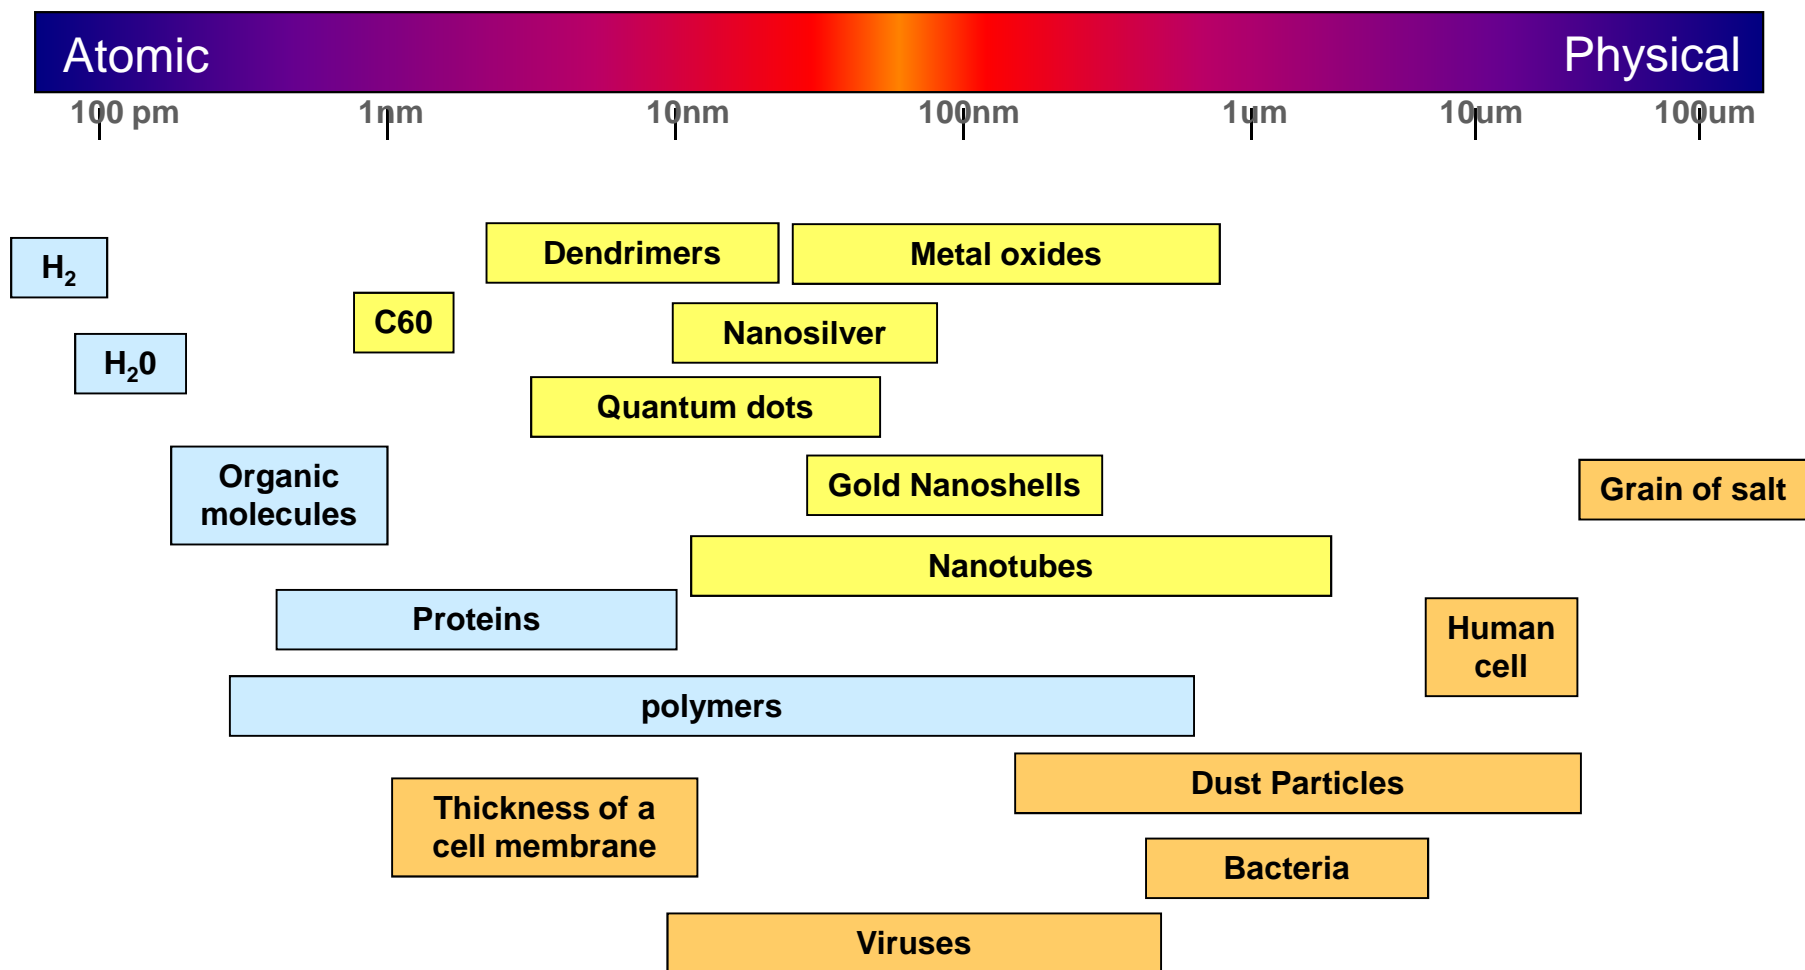 Atomic Physical
100 pm 1nm 10nm 100nm 1um 10um 100um
Dendrimers Metal oxides
H₂
C60
Nanosilver
H₂0
Quantum dots
Organic
molecules
Gold Nanoshells
Grain of salt
Nanotubes
Proteins
Human
cell
polymers
Dust Particles
Thickness of a
cell membrane
Bacteria
Viruses